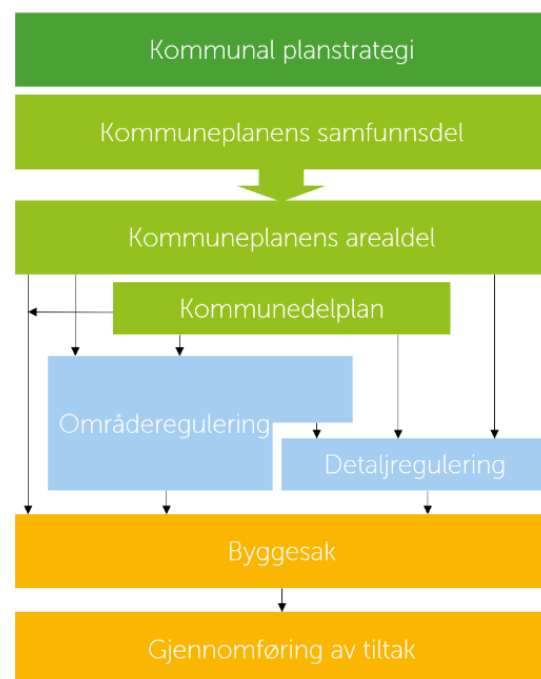 Kommunal planstrategi
Kommuneplanens samfunnsdel
Kommuneplanens arealdel
Kommunedelplan
Områderegulering
Detaljregulering
Byggesak
Gjennomføring av tiltak